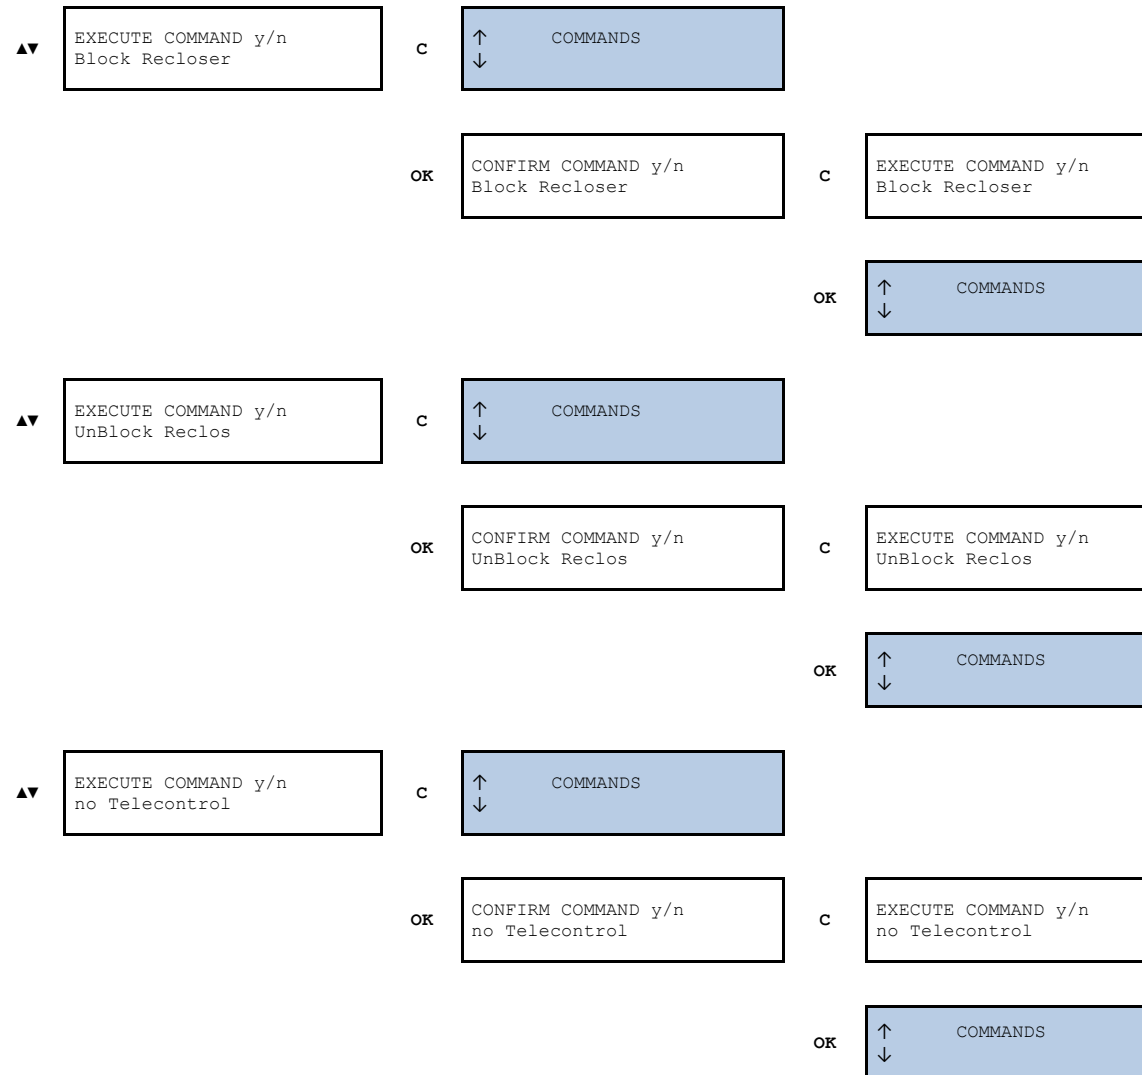 ▲▼ EXECUTE COMMAND y/n C ↑ COMMANDS
Block Recloser ↓
OK CONFIRM COMMAND y/n C EXECUTE COMMAND y/n
Block Recloser Block Recloser
OK ↑ COMMANDS
↓
▲▼ EXECUTE COMMAND y/n C ↑ COMMANDS
UnBlock Reclos ↓
OK CONFIRM COMMAND y/n C EXECUTE COMMAND y/n
UnBlock Reclos UnBlock Reclos
OK ↑ COMMANDS
↓
▲▼ EXECUTE COMMAND y/n C ↑ COMMANDS
no Telecontrol ↓
OK CONFIRM COMMAND y/n C EXECUTE COMMAND y/n
no Telecontrol no Telecontrol
OK ↑ COMMANDS
↓